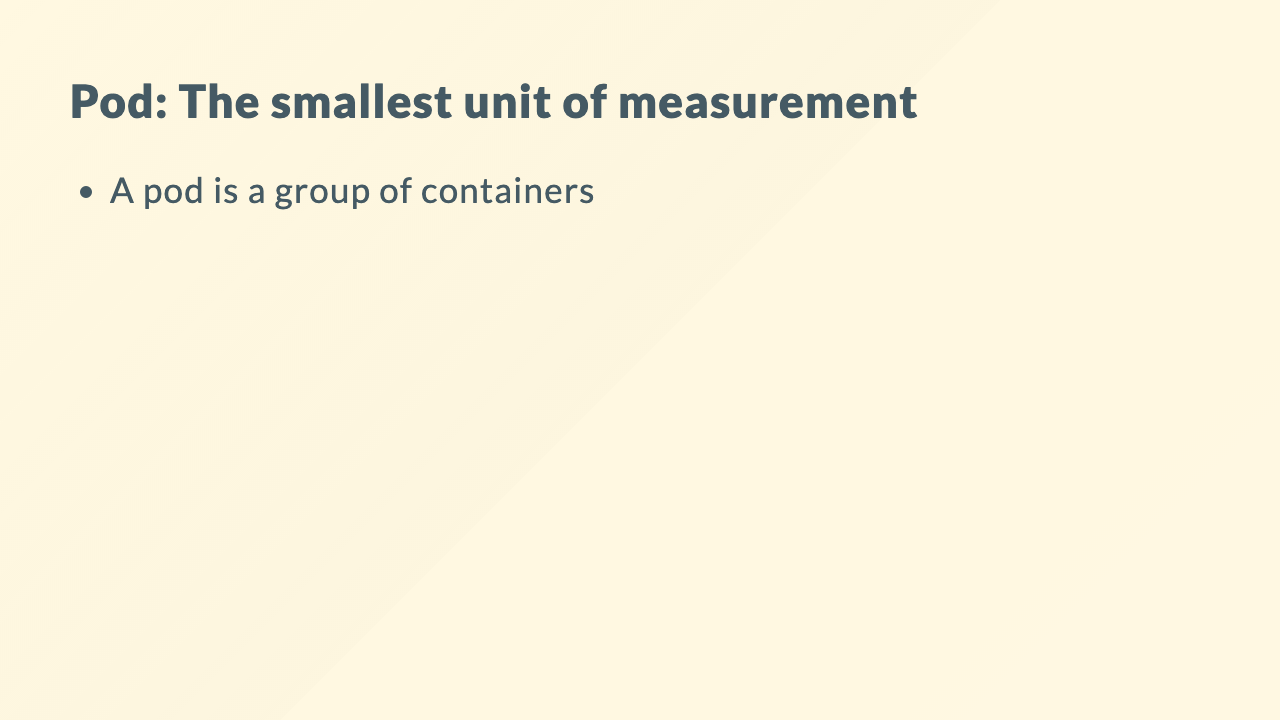 Pod: The smallest unit of measurement
• A pod is a group of containers